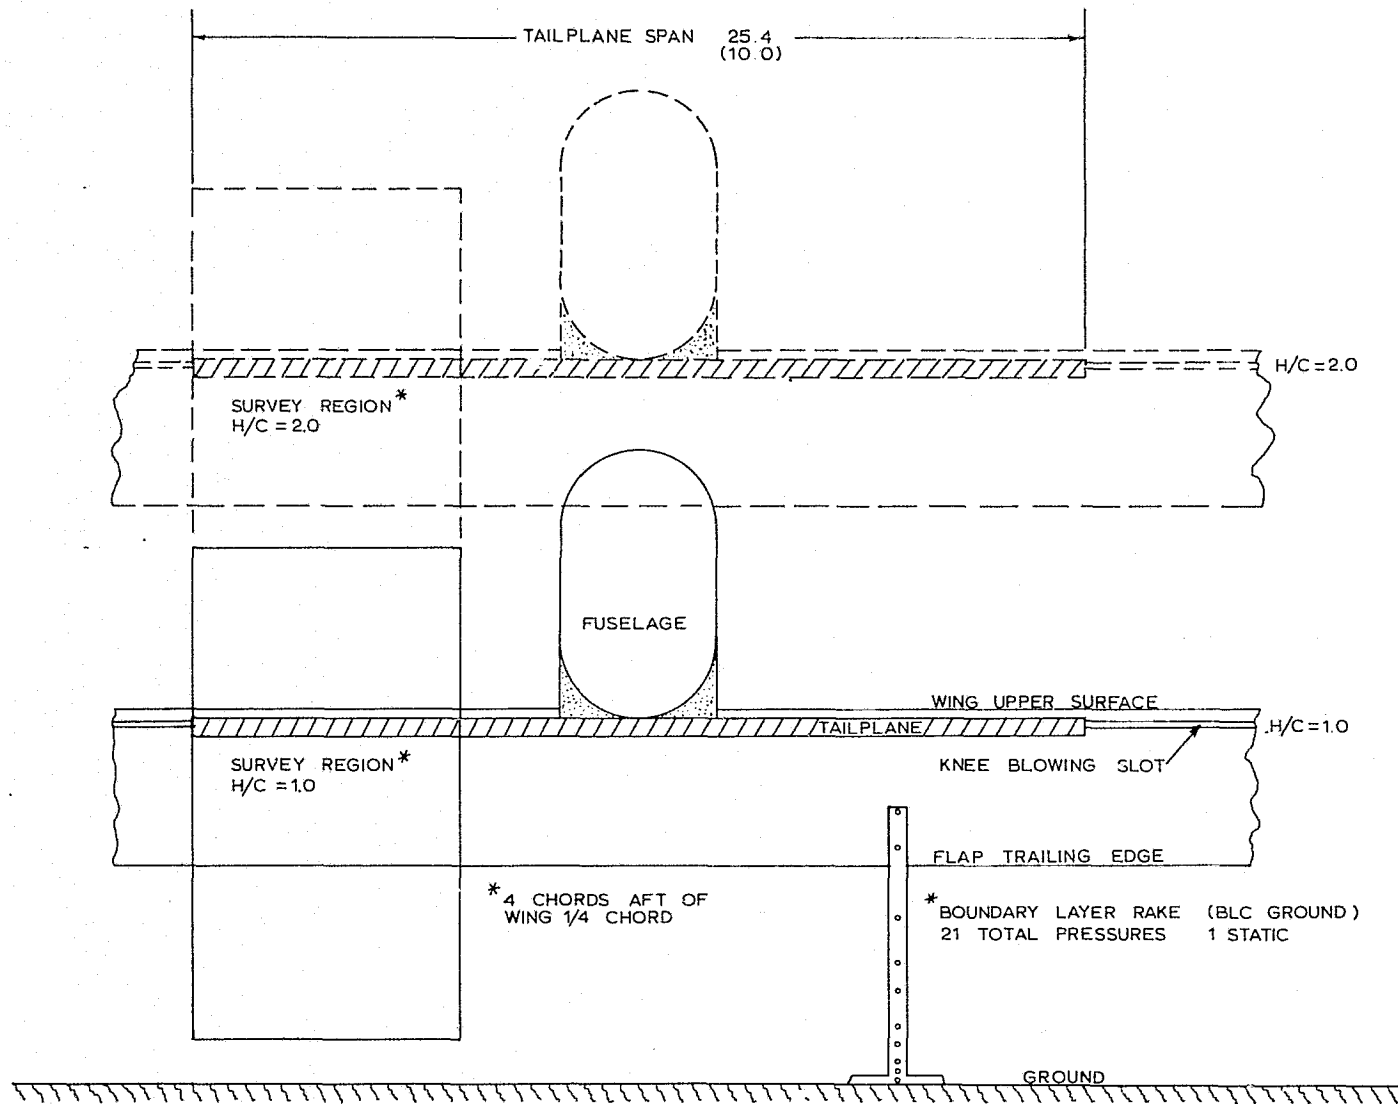 TAILPLANE SPAN 25.4
(10.0)
H/C = 2.0
SURVEY REGION*
H/C = 2.0
FUSELAGE
WING UPPER SURFACE
TAILPLANE
H/C = 1.0
SURVEY REGION*
H/C = 1.0
KNEE BLOWING SLOT
FLAP TRAILING EDGE
* 4 CHORDS AFT OF
WING 1/4 CHORD
* BOUNDARY LAYER RAKE (BLC GROUND)
21 TOTAL PRESSURES 1 STATIC
GROUND